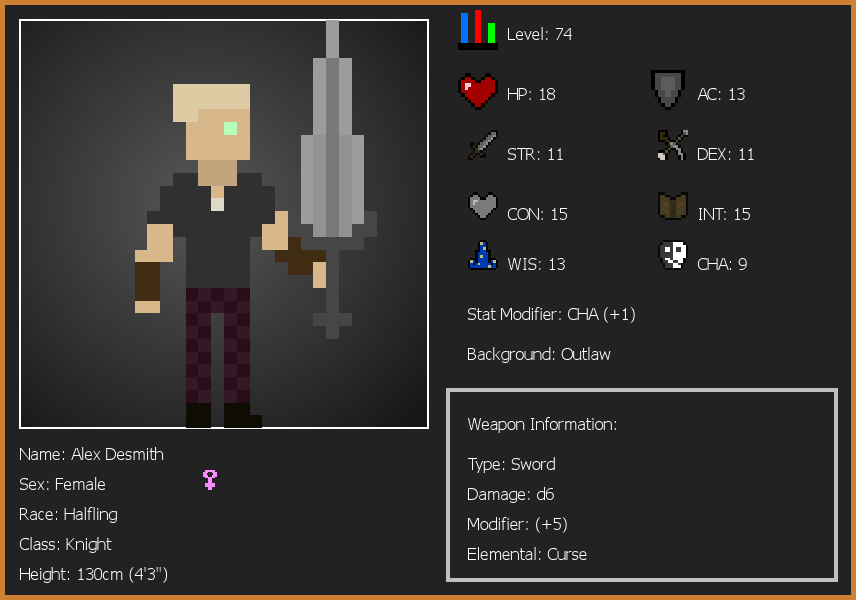 Level: 74
HP: 18
AC: 13
STR: 11
DEX: 11
CON: 15
INT: 15
WIS: 13
CHA: 9
Stat Modifier: CHA (+1)
Background: Outlaw
Weapon Information:
Type: Sword
Damage: d6
Modifier: (+5)
Elemental: Curse
Name: Alex Desmith
Sex: Female
Race: Halfling
Class: Knight
Height: 130cm (4'3")